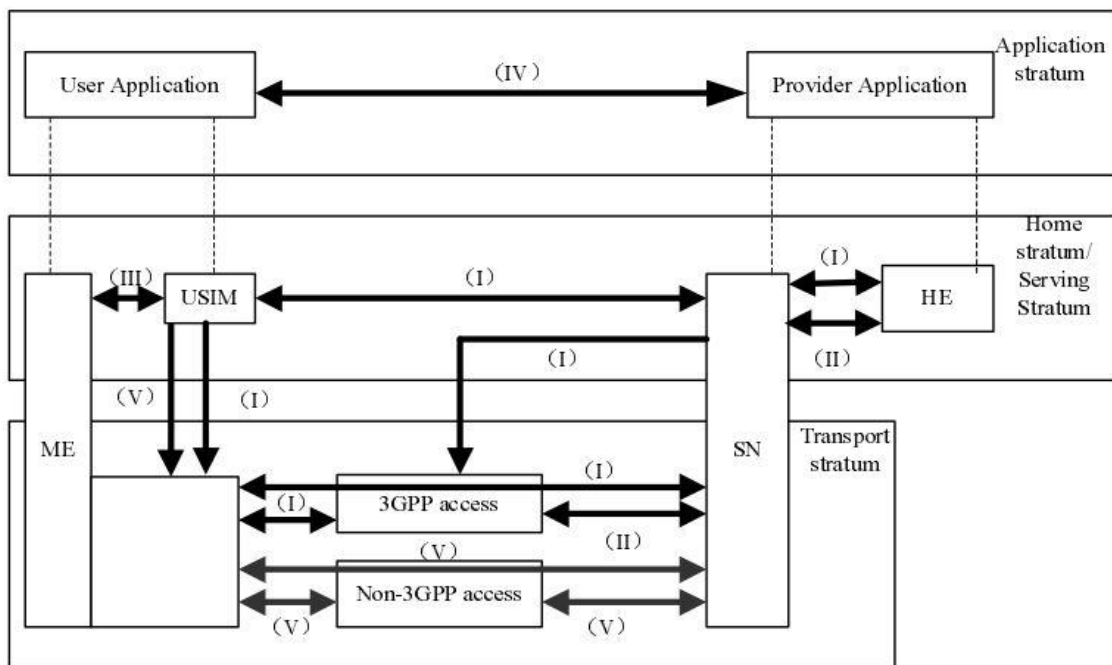 Application
stratum
User Application
（IV）
Provider Application
Home
stratum/
Serving
Stratum
（III）
USIM
（I）
（I）
HE
（II）
（I）
（V）
（I）
ME
SN
Transport
stratum
（I）
（I）
3GPP access
（II）
（V）
Non-3GPP access
（V）
（V）